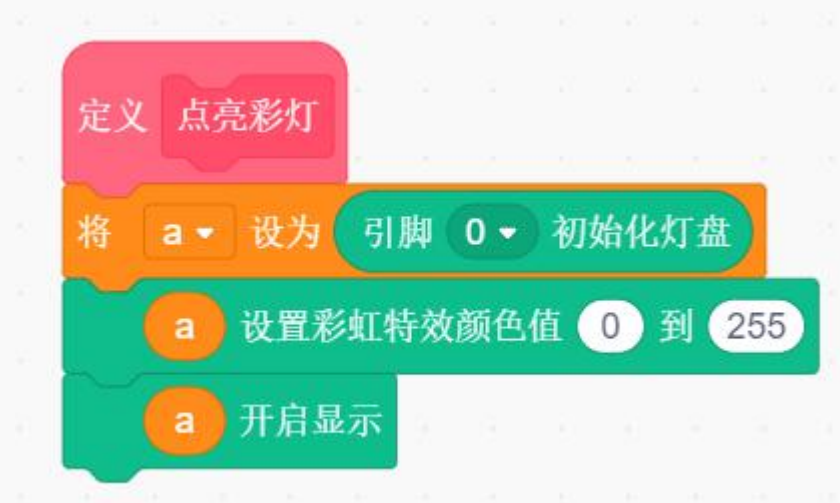 定义 点亮彩灯
将 a 设为 引脚 0 初始化灯盘
a 设置彩虹特效颜色值 0 到 255
a 开启显示